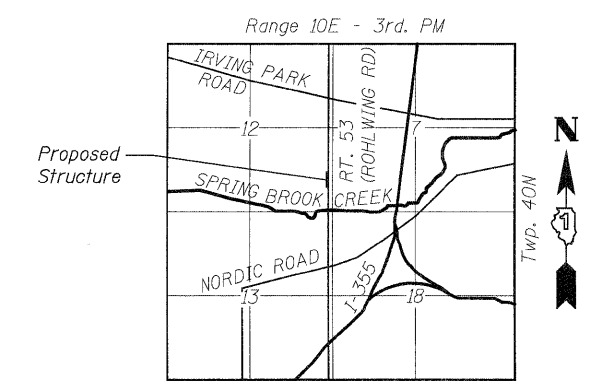 Range 10E - 3rd. PM
IRVING PARK
ROAD
RT. 53
(ROHLWING RD)
12
7
Proposed
Structure
SPRING BROOK CREEK
N
1
Twp. 40N
NORDIC ROAD
I-355
13
18